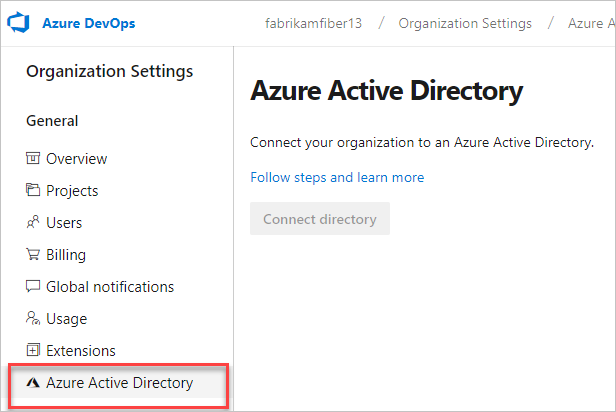 Azure DevOps
fabrikamfiber13 / Organization Settings / Azure A
Organization Settings
General
Overview
Projects
Users
Billing
Global notifications
Usage
Extensions
Azure Active Directory
Azure Active Directory
Connect your organization to an Azure Active Directory.
Follow steps and learn more
Connect directory